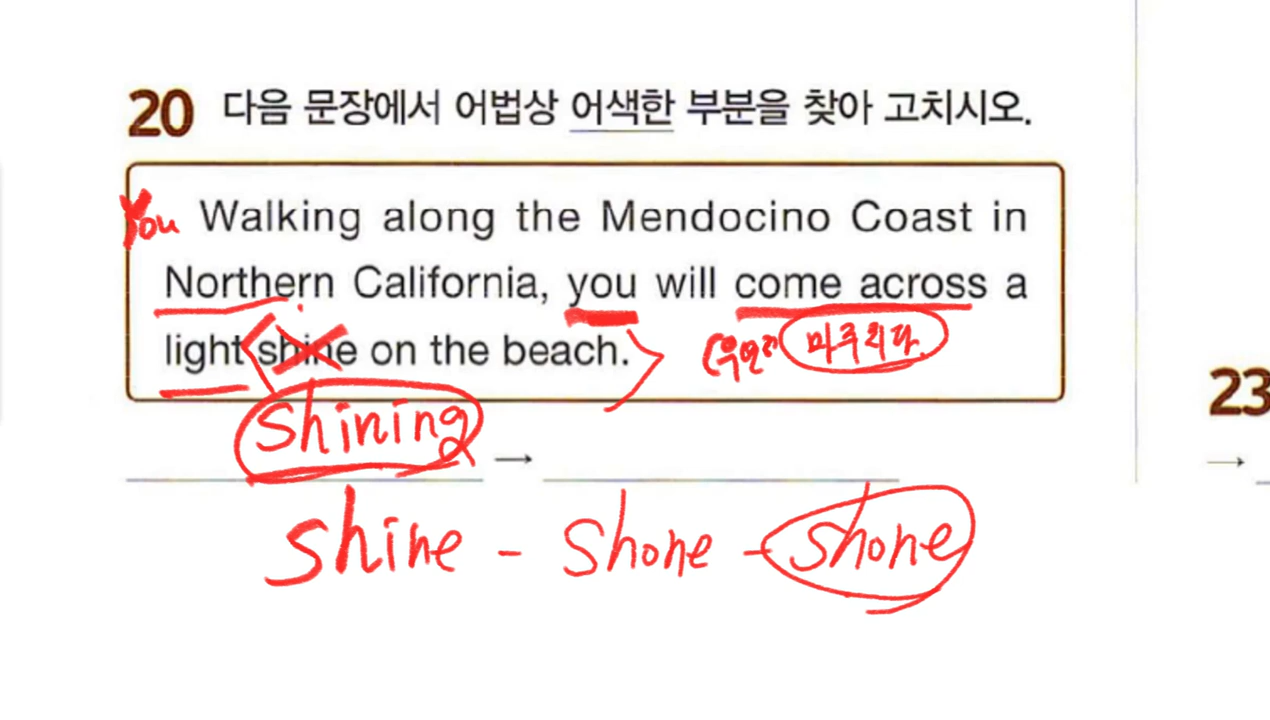 20 다음 문장에서 어법상 어색한 부분을 찾아 고치시오.
You Walking along the Mendocino Coast in
Northern California, you will come across a
light shine on the beach. (우연히 마주치다.)
shining
→
shine - shone - shone
23
→